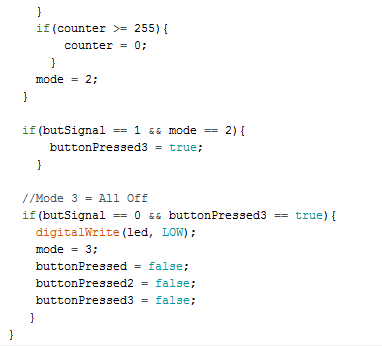 }
if(counter >= 255){
counter = 0;
}
mode = 2;
}
if(butSignal == 1 && mode == 2){
buttonPressed3 = true;
}
//Mode 3 = All Off
if(butSignal == 0 && buttonPressed3 == true){
digitalWrite(led, LOW);
mode = 3;
buttonPressed = false;
buttonPressed2 = false;
buttonPressed3 = false;
}
}